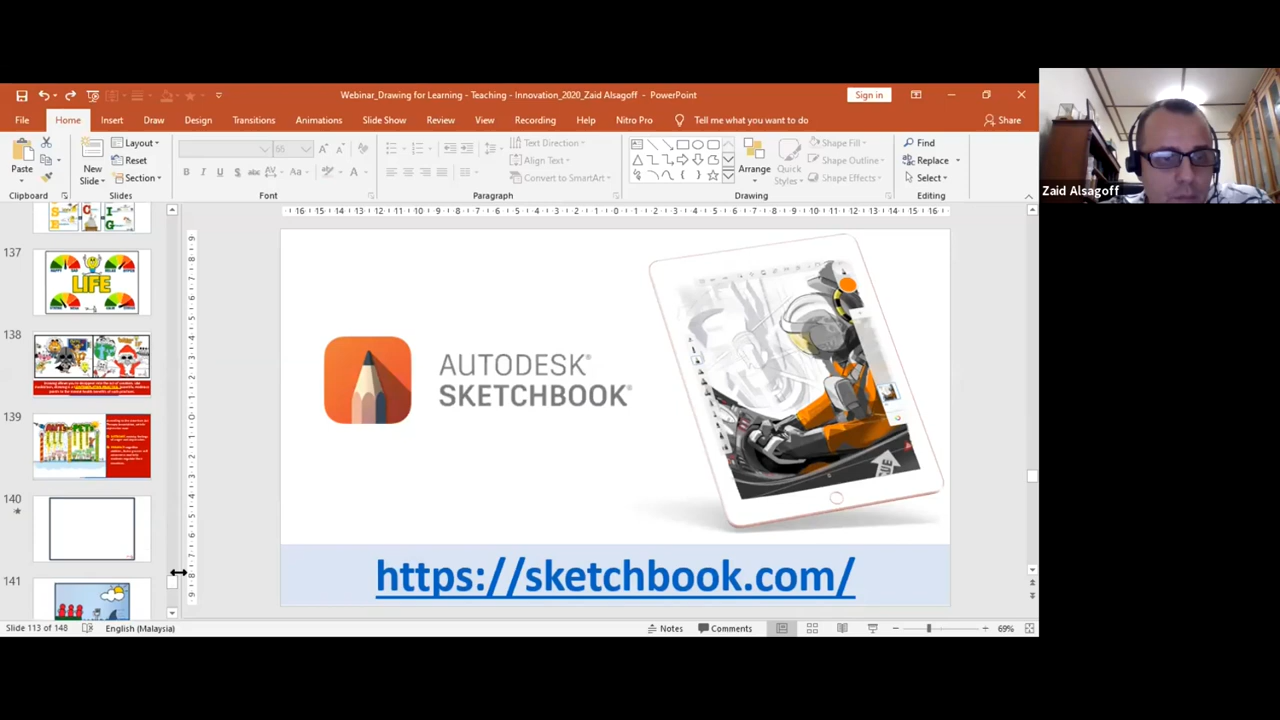 Webinar_Drawing for Learning - Teaching - Innovation_2020_Zaid Alsagoff - PowerPoint
Sign in
File Home Insert Draw Design Transitions Animations Slide Show Review View Recording Help Nitro Pro Tell me what you want to do Share
Paste
Clipboard
New Slide
Layout
Reset
Section
Slides
Font
Text Direction
Align Text
Convert to SmartArt
Paragraph
Arrange
Quick Styles
Shape Fill
Shape Outline
Shape Effects
Drawing
Find
Replace
Select
Editing
Zaid Alsagoff
137
LIFE
138
139
140
141
AUTODESK®
SKETCHBOOK®
https://sketchbook.com/
Slide 113 of 148 English (Malaysia) Notes Comments 69%